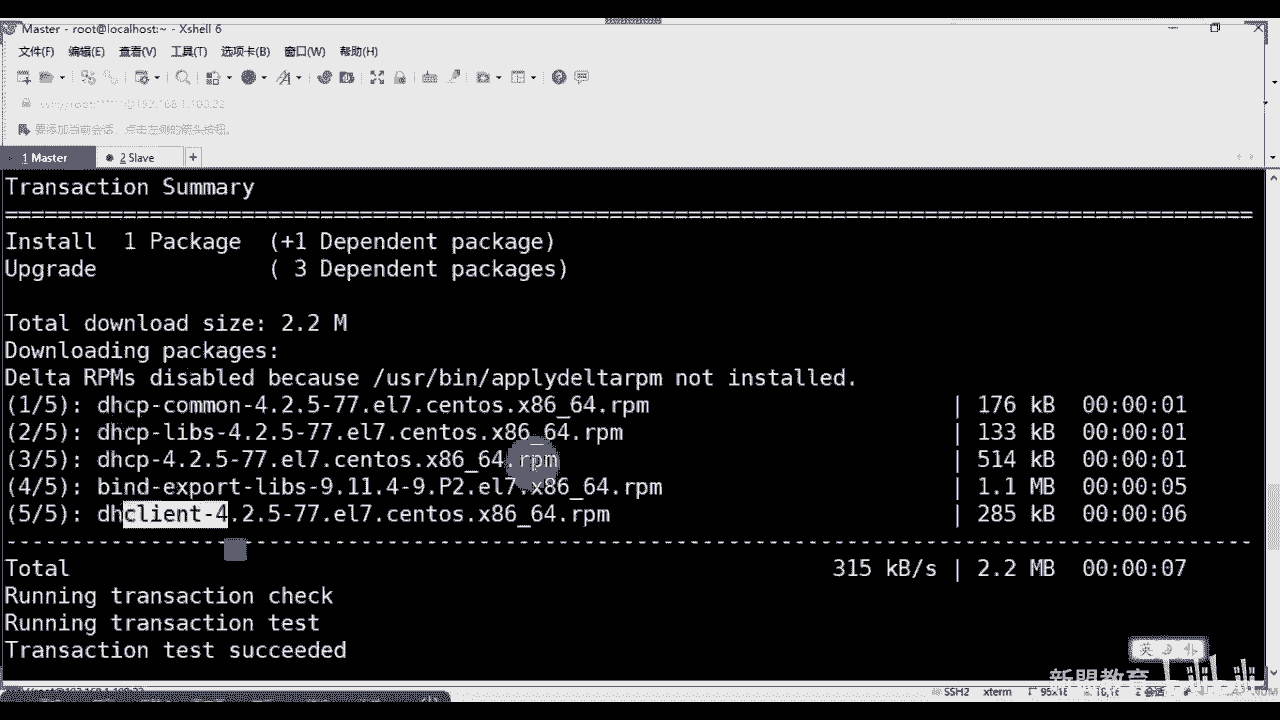 Master - root@localhost:~ - Xshell 6
文件(F) 编辑(E) 查看(V) 工具(T) 选项卡(B) 窗口(W) 帮助(H)
要添加当前会话，点击左侧的箭头按钮。
1 Master 2 Slave +
Transaction Summary
================================================================================================
Install 1 Package (+1 Dependent package)
Upgrade ( 3 Dependent packages)
Total download size: 2.2 M
Downloading packages:
Delta RPMs disabled because /usr/bin/applydeltarpm not installed.
(1/5): dhcp-common-4.2.5-77.el7.centos.x86_64.rpm | 176 kB 00:00:01
(2/5): dhcp-libs-4.2.5-77.el7.centos.x86_64.rpm | 133 kB 00:00:01
(3/5): dhcp-4.2.5-77.el7.centos.x86_64.rpm | 514 kB 00:00:01
(4/5): bind-export-libs-9.11.4-9.P2.el7.x86_64.rpm | 1.1 MB 00:00:05
(5/5): dhclient-4.2.5-77.el7.centos.x86_64.rpm | 285 kB 00:00:06
------------------------------------------------------------------------------------------------
Total 315 kB/s | 2.2 MB 00:00:07
Running transaction check
Running transaction test
Transaction test succeeded
英
新盟教育
SSH2 xterm